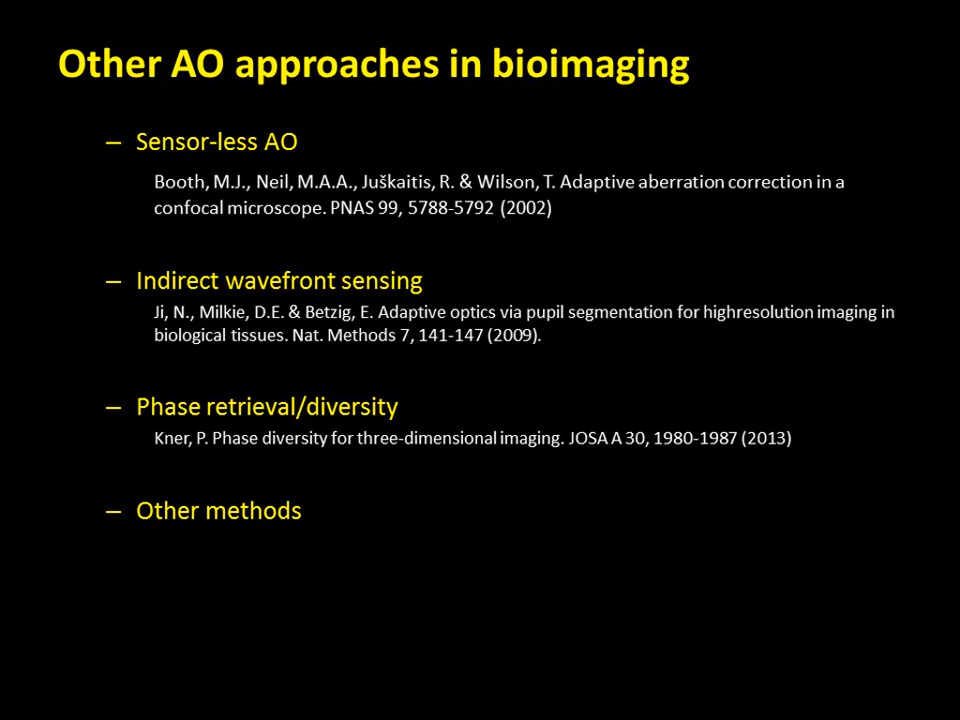 Other AO approaches in bioimaging
– Sensor-less AO
Booth, M.J., Neil, M.A.A., Juškaitis, R. & Wilson, T. Adaptive aberration correction in a
confocal microscope. PNAS 99, 5788-5792 (2002)
– Indirect wavefront sensing
Ji, N., Milkie, D.E. & Betzig, E. Adaptive optics via pupil segmentation for highresolution imaging in
biological tissues. Nat. Methods 7, 141-147 (2009).
– Phase retrieval/diversity
Kner, P. Phase diversity for three-dimensional imaging. JOSA A 30, 1980-1987 (2013)
– Other methods